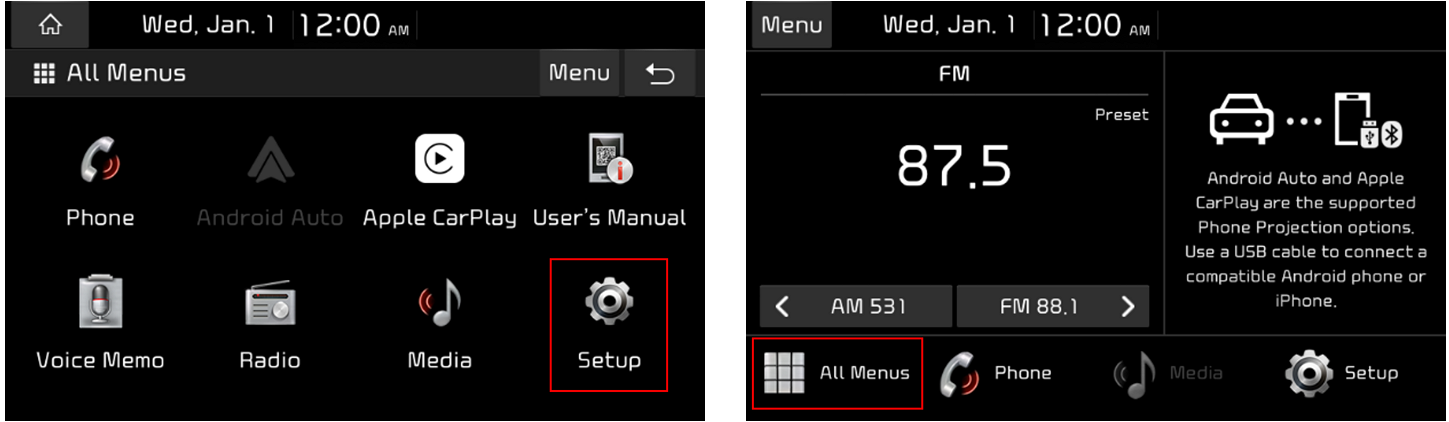 Wed, Jan. 1 12:00 AM
All Menus Menu
Phone Android Auto Apple CarPlay User's Manual
Voice Memo Radio Media Setup
Menu Wed, Jan. 1 12:00 AM
FM
Preset
87.5
AM 531 FM 88.1
Android Auto and Apple
CarPlay are the supported
Phone Projection options.
Use a USB cable to connect a
compatible Android phone or
iPhone.
All Menus Phone Media Setup